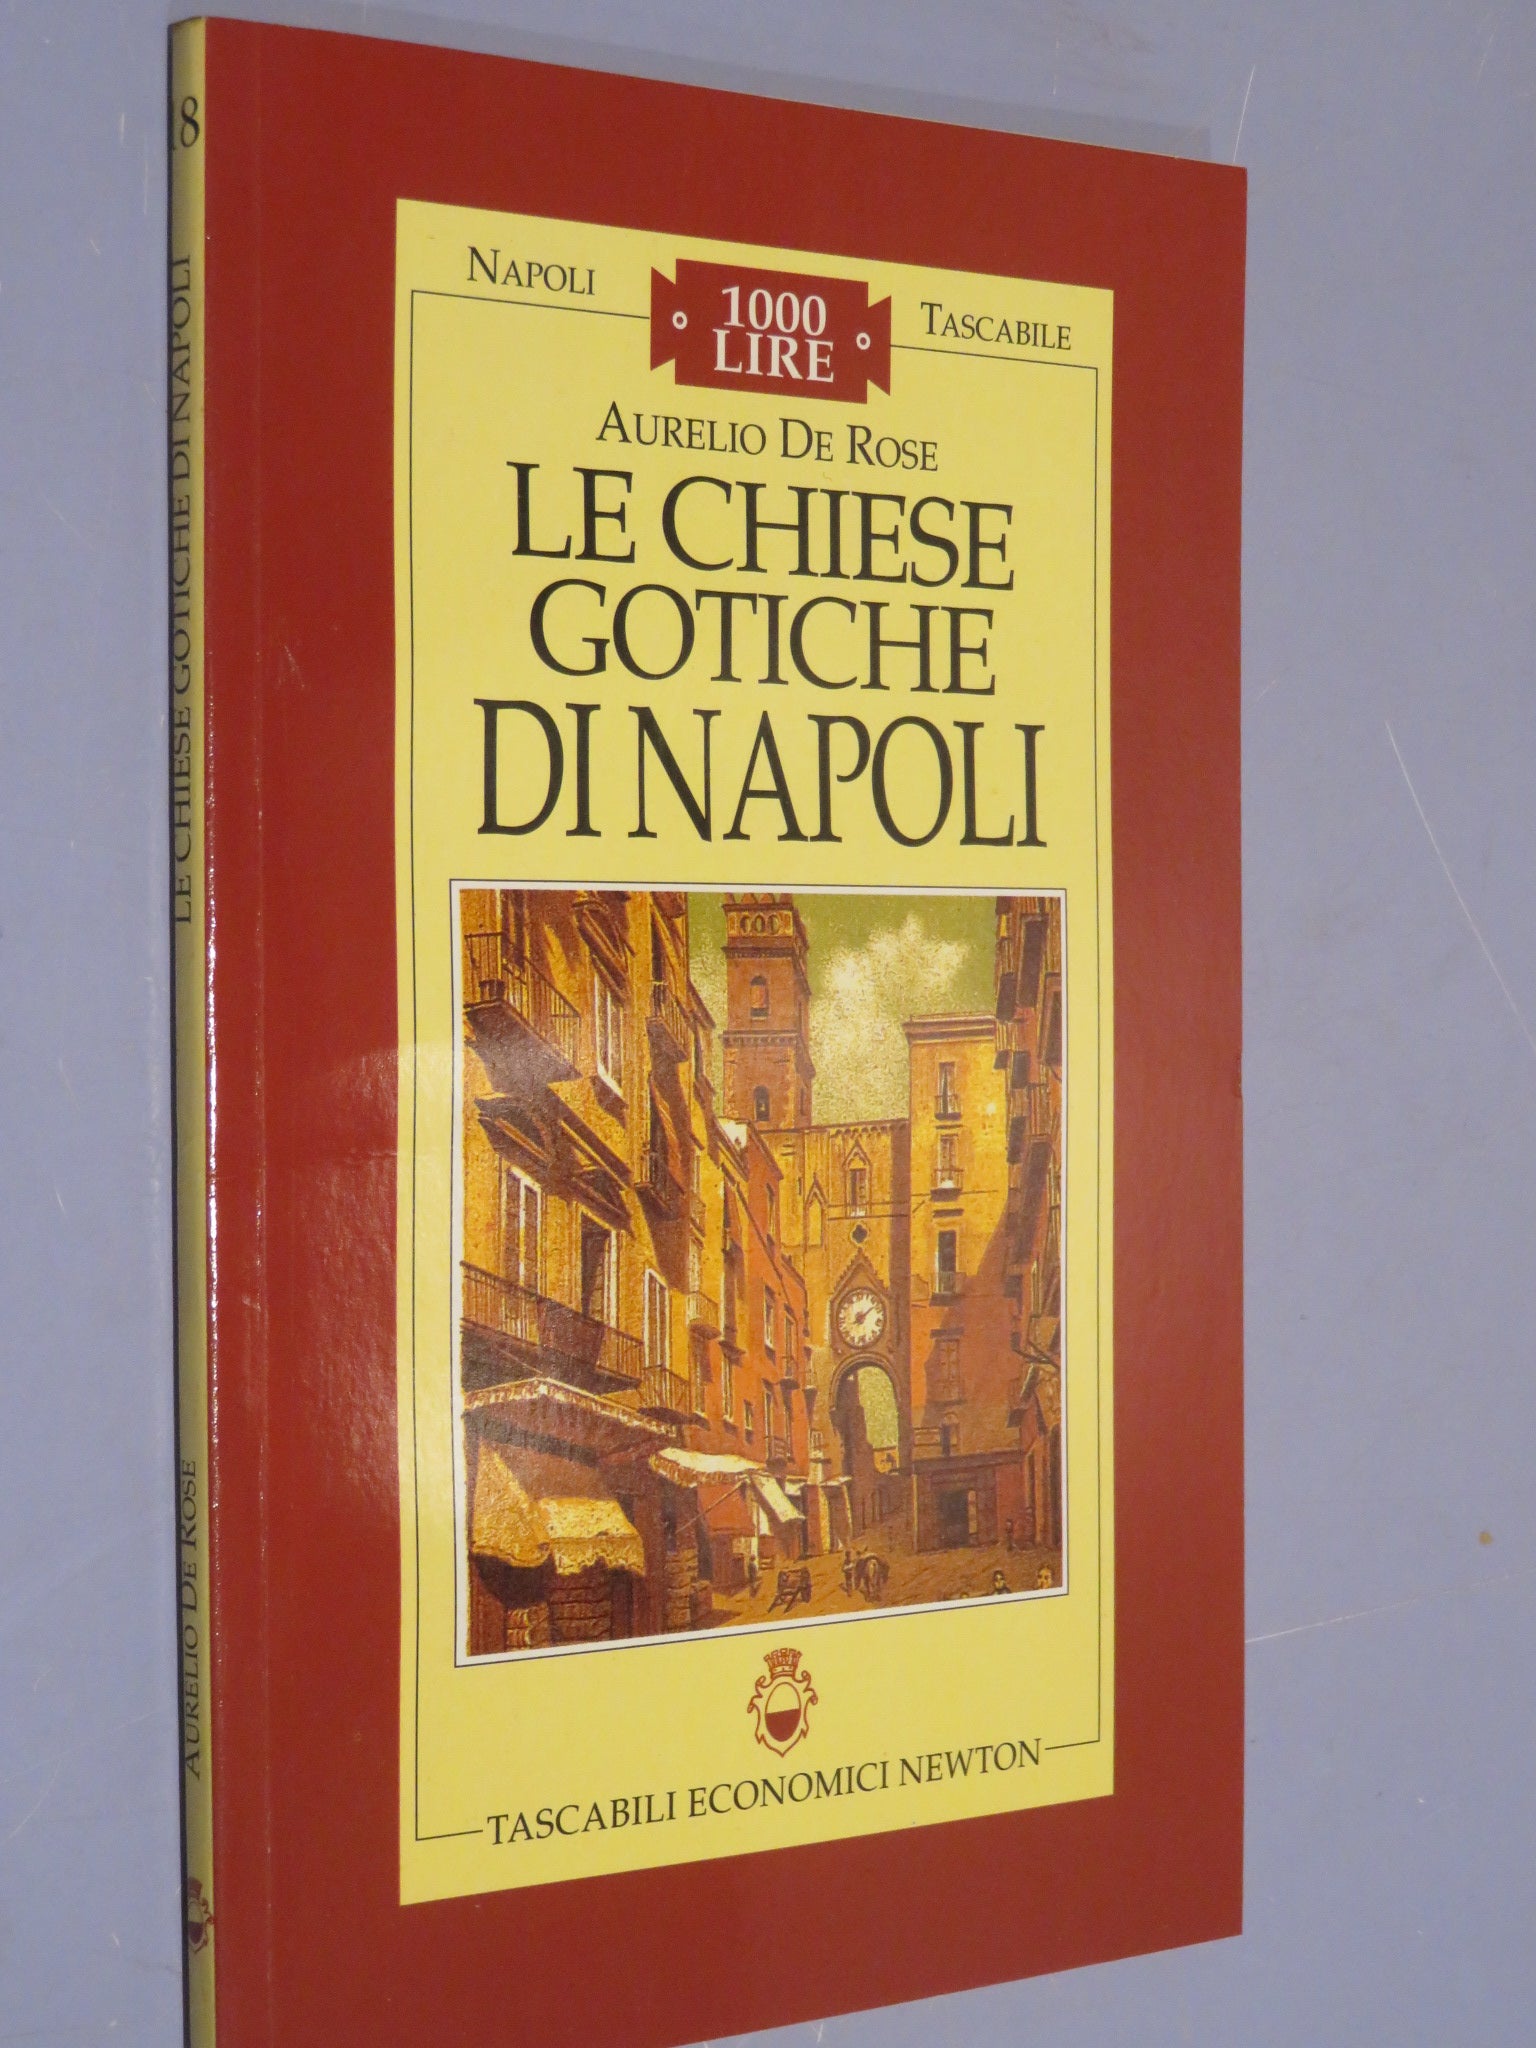 NAPOLI
1000
LIRE
TASCABILE
AURELIO DE ROSE
LE CHIESE
GOTICHE
DI NAPOLI
TASCABILI ECONOMICI NEWTON
AURELIO DE ROSE
LE CHIESE GOTICHE DI NAPOLI